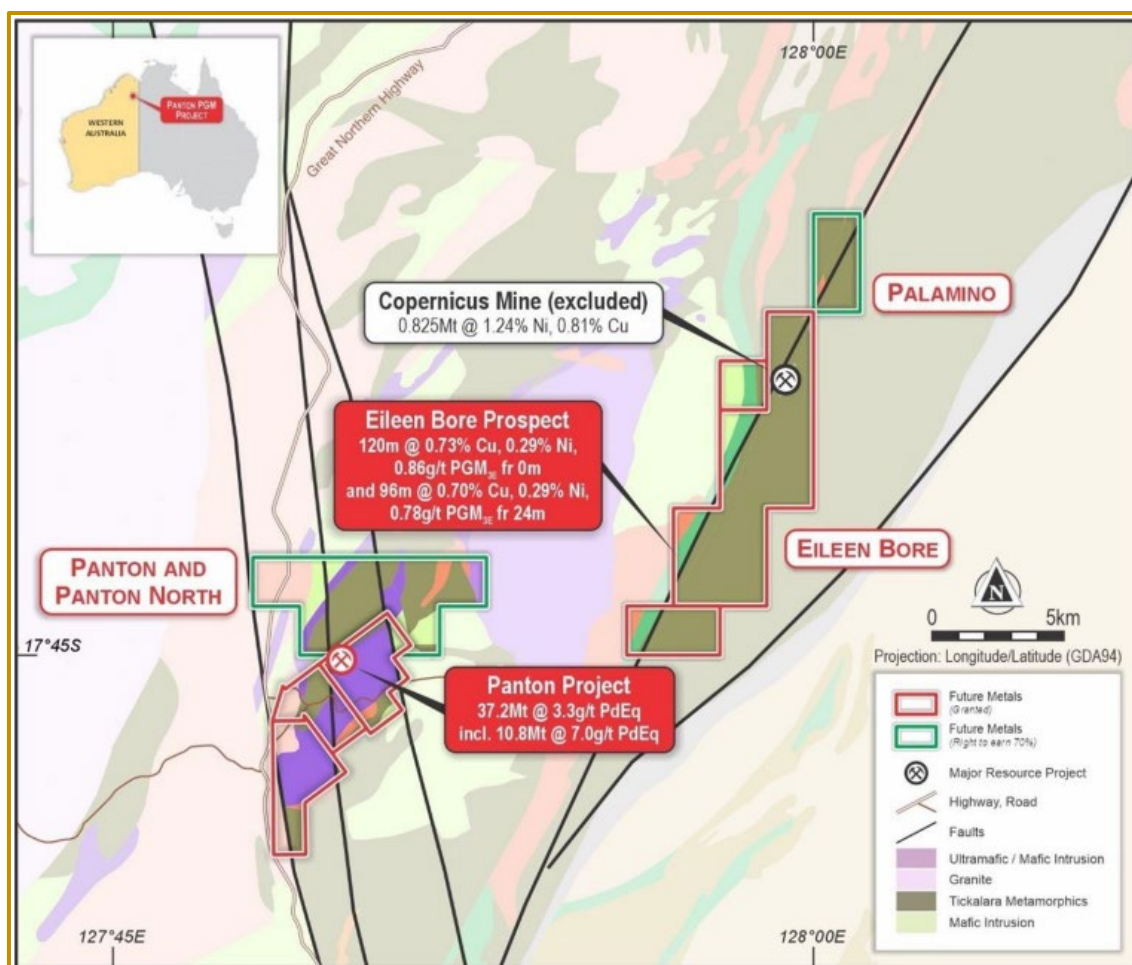 128°00E
PANTON PGM
PROJECT
WESTERN
AUSTRALIA
Great Northern Highway
PALAMINO
Copernicus Mine (excluded)
0.825Mt @ 1.24% Ni, 0.81% Cu
Eileen Bore Prospect
120m @ 0.73% Cu, 0.29% Ni,
0.86g/t PGM3E fr 0m
and 96m @ 0.70% Cu, 0.29% Ni,
0.78g/t PGM3E fr 24m
EILEEN BORE
PANTON AND
PANTON NORTH
N
0 5km
17°45S
Projection: Longitude/Latitude (GDA94)
Panton Project
37.2Mt @ 3.3g/t PdEq
incl. 10.8Mt @ 7.0g/t PdEq
Future Metals
(Granted)
Future Metals
(Right to earn 70%)
Major Resource Project
Highway, Road
Faults
Ultramafic / Mafic Intrusion
Granite
Tickalara Metamorphics
Mafic Intrusion
127°45E
128°00E